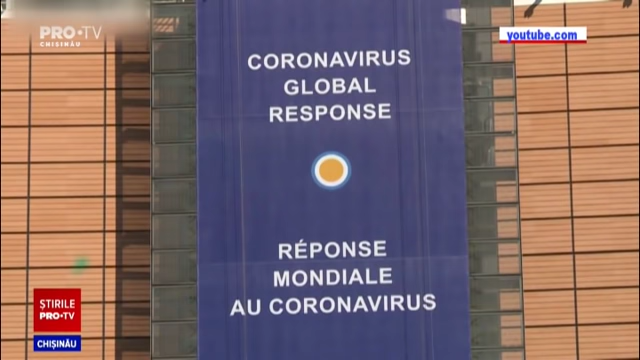 PRO•TV
CHIȘINĂU
youtube.com
CORONAVIRUS
GLOBAL
RESPONSE
RÉPONSE
MONDIALE
AU CORONAVIRUS
ȘTIRILE
PRO•TV
CHIȘINĂU